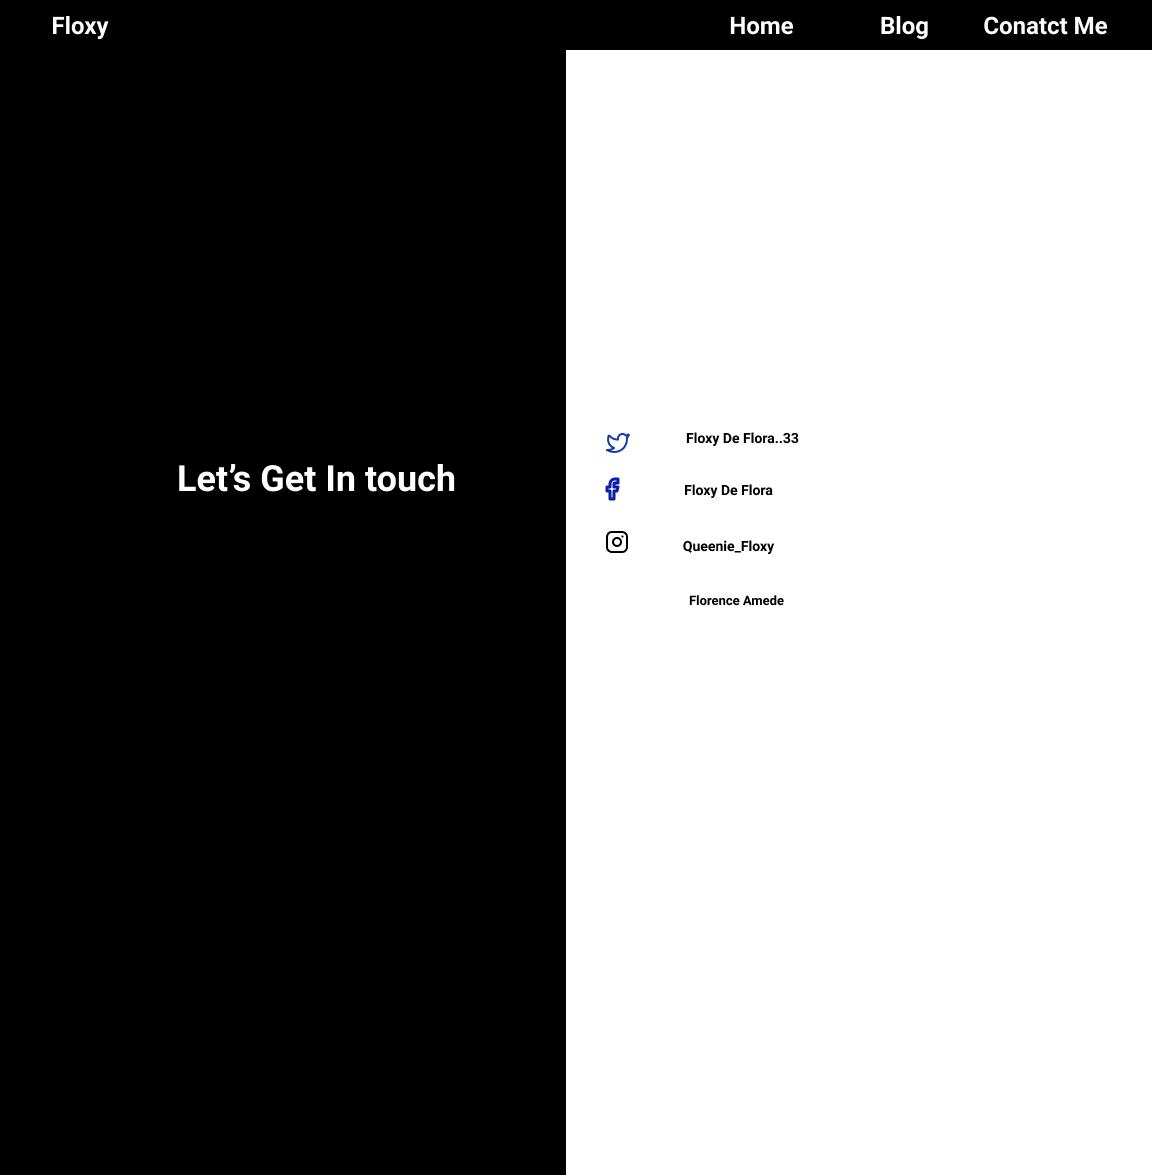 Floxy
Home
Blog
Conatct Me
Let’s Get In touch
Floxy De Flora..33
Floxy De Flora
Queenie_Floxy
Florence Amede